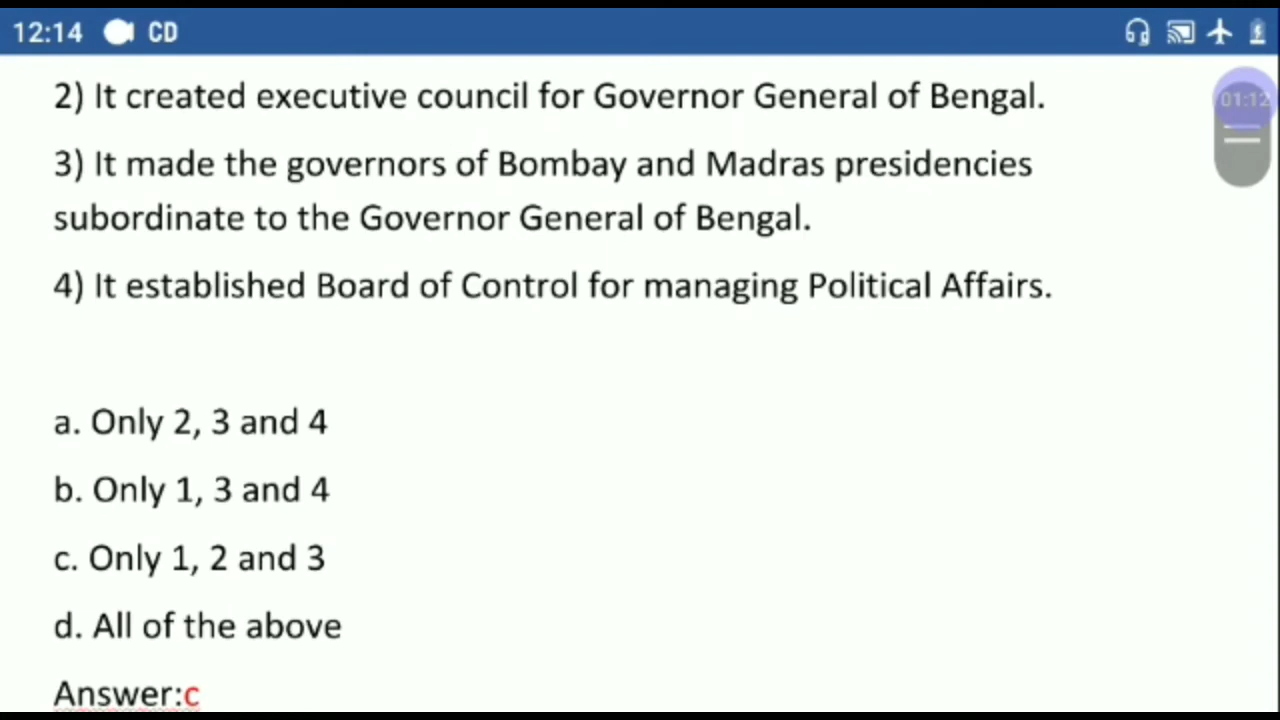 12:14 CD
01:12
2) It created executive council for Governor General of Bengal.
3) It made the governors of Bombay and Madras presidencies
subordinate to the Governor General of Bengal.
4) It established Board of Control for managing Political Affairs.
a. Only 2, 3 and 4
b. Only 1, 3 and 4
c. Only 1, 2 and 3
d. All of the above
Answer:c